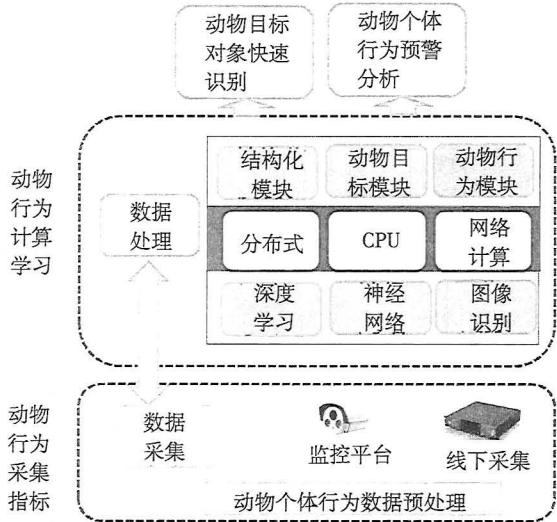 动物目标
对象快速
识别
动物个体
行为预警
分析
动物
行为
计算
学习
数据
处理
结构化
模块
动物目
标模块
动物行
为模块
分布式
CPU
网络
计算
深度
学习
神经
网络
图像
识别
动物
行为
采集
指标
数据
采集
监控平台
线下采集
动物个体行为数据预处理